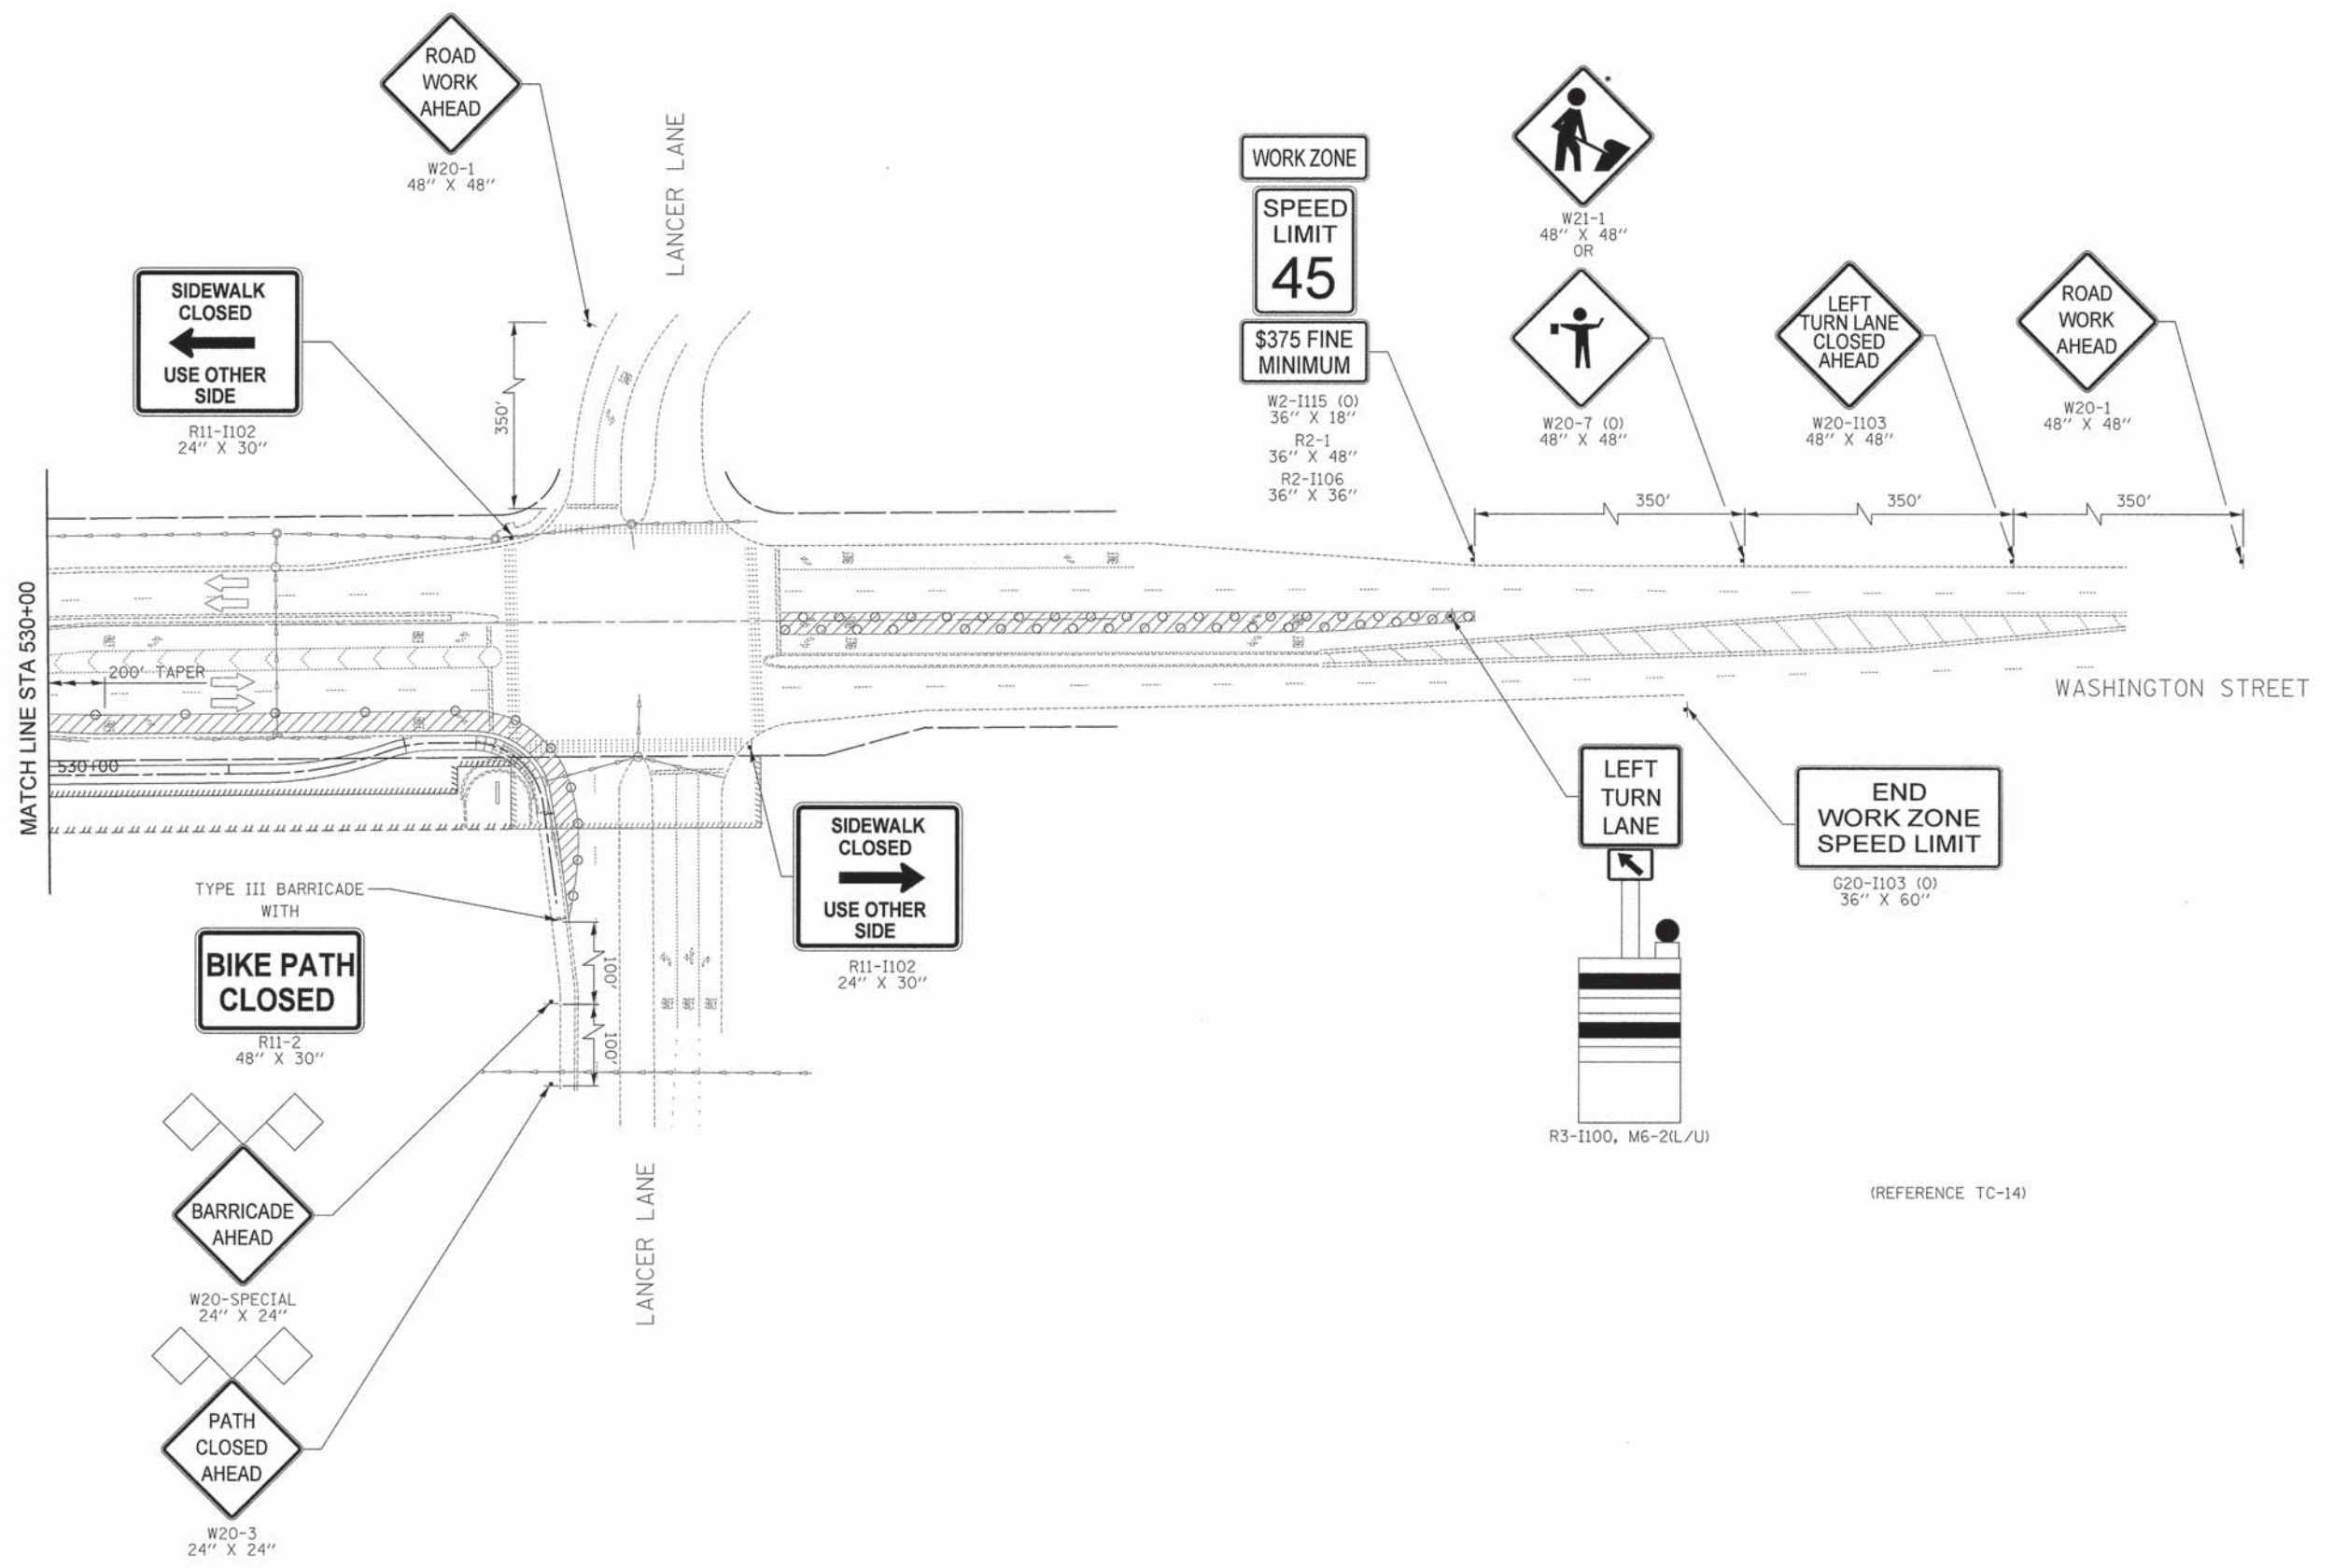 ROAD
WORK
AHEAD
W20-1
48" X 48"
LANCER LANE
SIDEWALK
CLOSED
USE OTHER
SIDE
R11-I102
24" X 30"
350'
WORK ZONE
SPEED
LIMIT
45
$375 FINE
MINIMUM
W2-I115 (O)
36" X 18"
R2-1
36" X 48"
R2-I106
36" X 36"
W21-1
48" X 48"
OR
W20-7 (O)
48" X 48"
LEFT
TURN LANE
CLOSED
AHEAD
W20-I103
48" X 48"
ROAD
WORK
AHEAD
W20-1
48" X 48"
350'
350'
350'
MATCH LINE STA 530+00
200' TAPER
530+00
WASHINGTON STREET
LEFT
TURN
LANE
R3-I100, M6-2(L/U)
END
WORK ZONE
SPEED LIMIT
G20-I103 (O)
36" X 60"
SIDEWALK
CLOSED
USE OTHER
SIDE
R11-I102
24" X 30"
TYPE III BARRICADE
WITH
BIKE PATH
CLOSED
R11-2
48" X 30"
100'
100'
BARRICADE
AHEAD
W20-SPECIAL
24" X 24"
LANCER LANE
PATH
CLOSED
AHEAD
W20-3
24" X 24"
(REFERENCE TC-14)